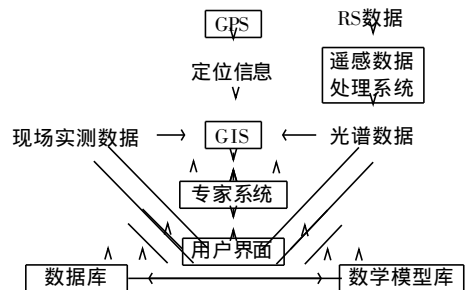 GPS
RS数据
定位信息
遥感数据
处理系统
现场实测数据
GIS
光谱数据
专家系统
用户界面
数据库
数学模型库